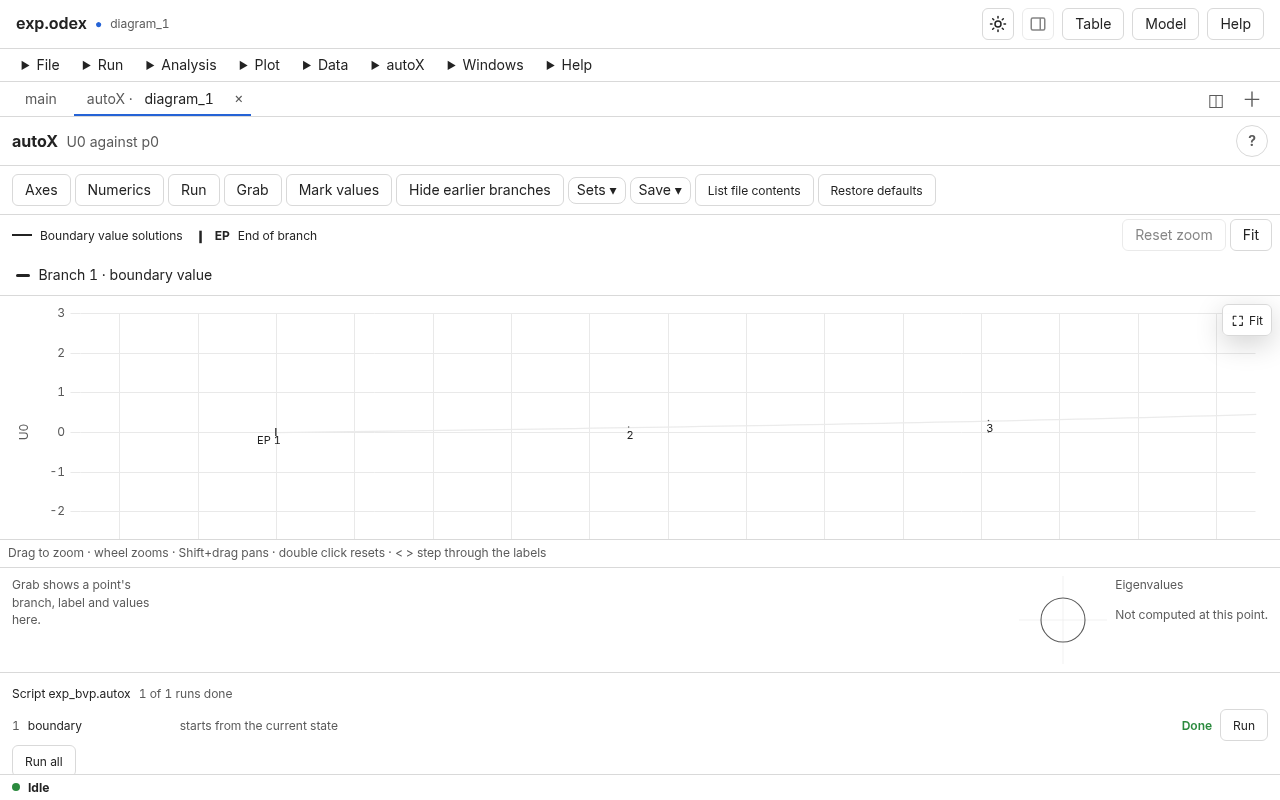 exp.odex ● diagram_1 Table Model Help
▶ File ▶ Run ▶ Analysis ▶ Plot ▶ Data ▶ autoX ▶ Windows ▶ Help
main autoX · diagram_1 ×
autoX U0 against p0 ?
Axes Numerics Run Grab Mark values Hide earlier branches Sets ▾ Save ▾ List file contents Restore defaults
Boundary value solutions EP End of branch Reset zoom Fit
Branch 1 · boundary value
3
Fit
2
1
U0
0
EP 1 2 3
-1
-2
Drag to zoom · wheel zooms · Shift+drag pans · double click resets · < > step through the labels
Grab shows a point's
branch, label and values
here.
Eigenvalues
Not computed at this point.
Script exp_bvp.autox 1 of 1 runs done
1 boundary starts from the current state Done Run
Run all
Idle